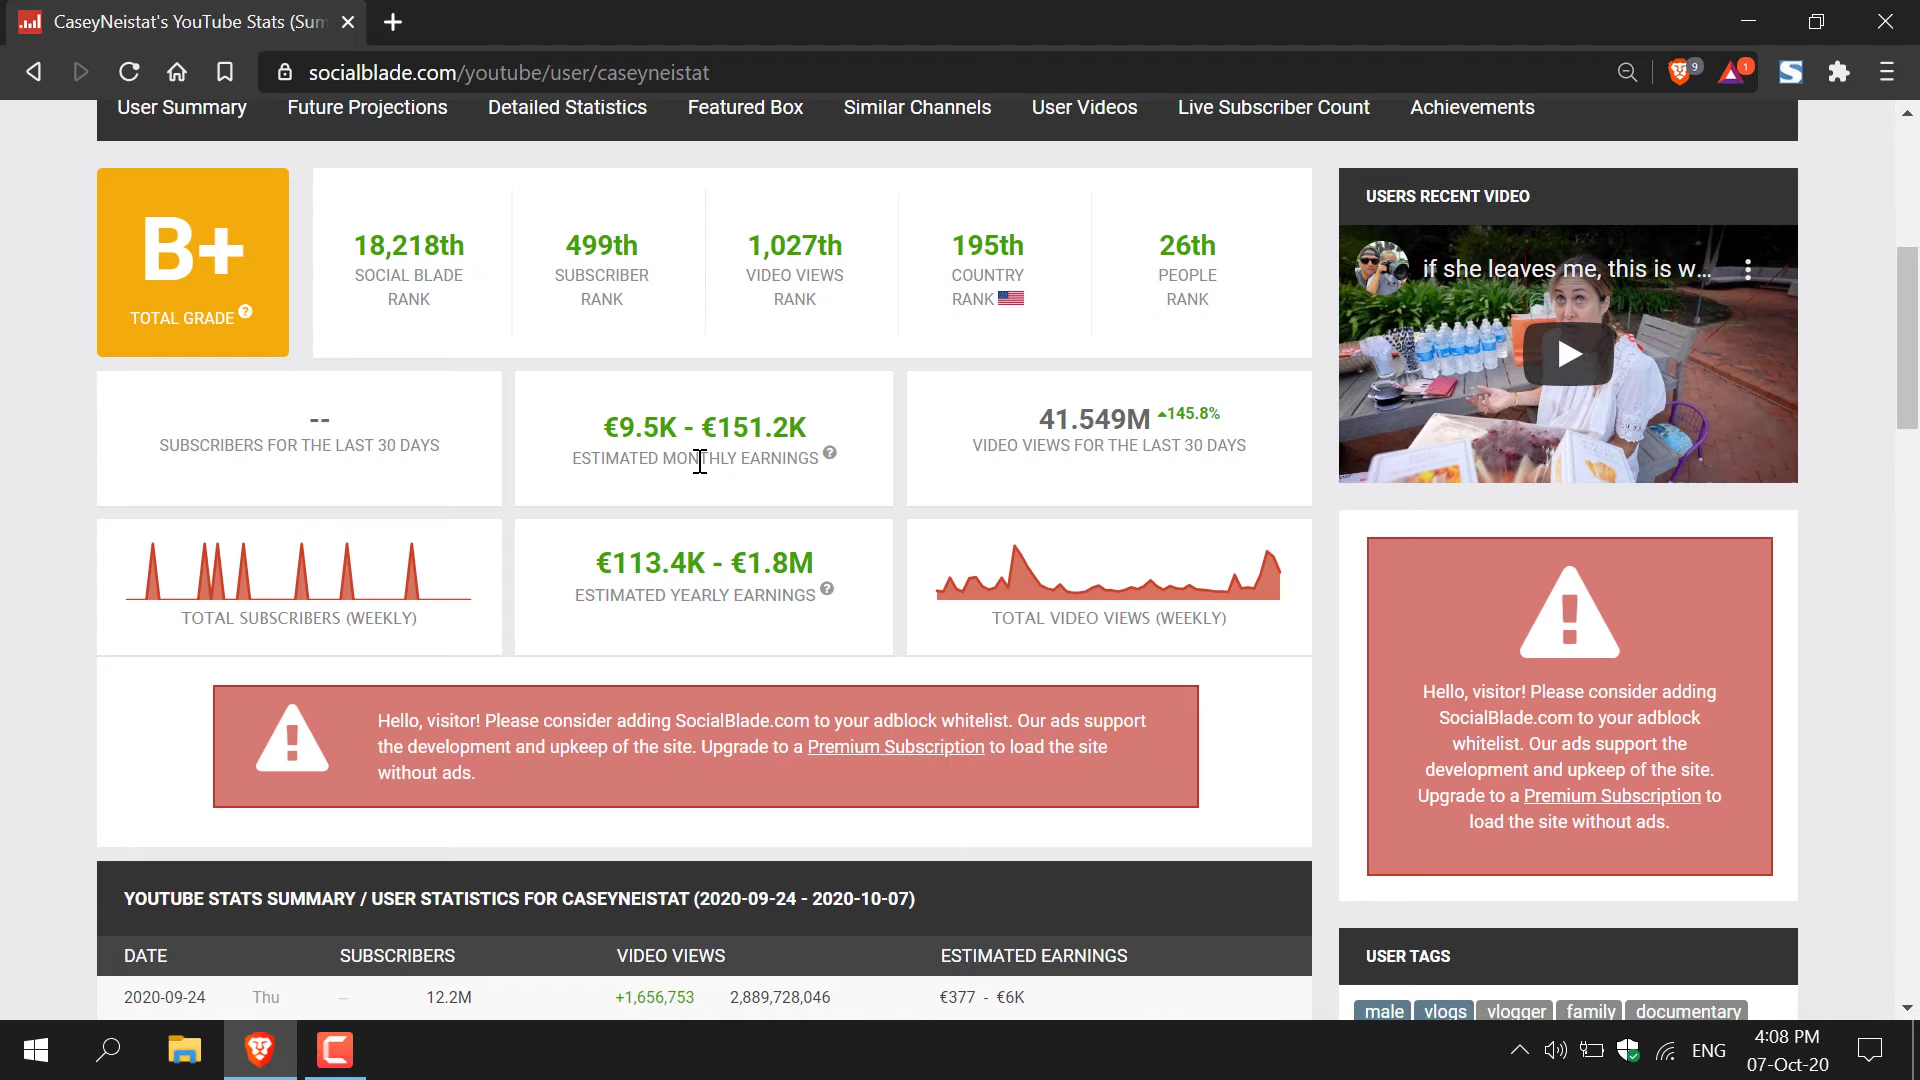 CaseyNeistat's YouTube Stats (Sum
socialblade.com/youtube/user/caseyneistat
9
1
User Summary Future Projections Detailed Statistics Featured Box Similar Channels User Videos Live Subscriber Count Achievements
B+
TOTAL GRADE ?
18,218th
SOCIAL BLADE
RANK
499th
SUBSCRIBER
RANK
1,027th
VIDEO VIEWS
RANK
195th
COUNTRY
RANK
26th
PEOPLE
RANK
--
SUBSCRIBERS FOR THE LAST 30 DAYS
€9.5K - €151.2K
ESTIMATED MONTHLY EARNINGS ?
41.549M 145.8%
VIDEO VIEWS FOR THE LAST 30 DAYS
TOTAL SUBSCRIBERS (WEEKLY)
€113.4K - €1.8M
ESTIMATED YEARLY EARNINGS ?
TOTAL VIDEO VIEWS (WEEKLY)
Hello, visitor! Please consider adding SocialBlade.com to your adblock whitelist. Our ads support
the development and upkeep of the site. Upgrade to a Premium Subscription to load the site
without ads.
YOUTUBE STATS SUMMARY / USER STATISTICS FOR CASEYNEISTAT (2020-09-24 - 2020-10-07)
DATE SUBSCRIBERS VIDEO VIEWS ESTIMATED EARNINGS
2020-09-24 Thu – 12.2M +1,656,753 2,889,728,046 €377 - €6K
USERS RECENT VIDEO
if she leaves me, this is w...
Hello, visitor! Please consider adding
SocialBlade.com to your adblock
whitelist. Our ads support the
development and upkeep of the site.
Upgrade to a Premium Subscription to
load the site without ads.
USER TAGS
male vlogs vlogger family documentary
ENG
4:08 PM
07-Oct-20